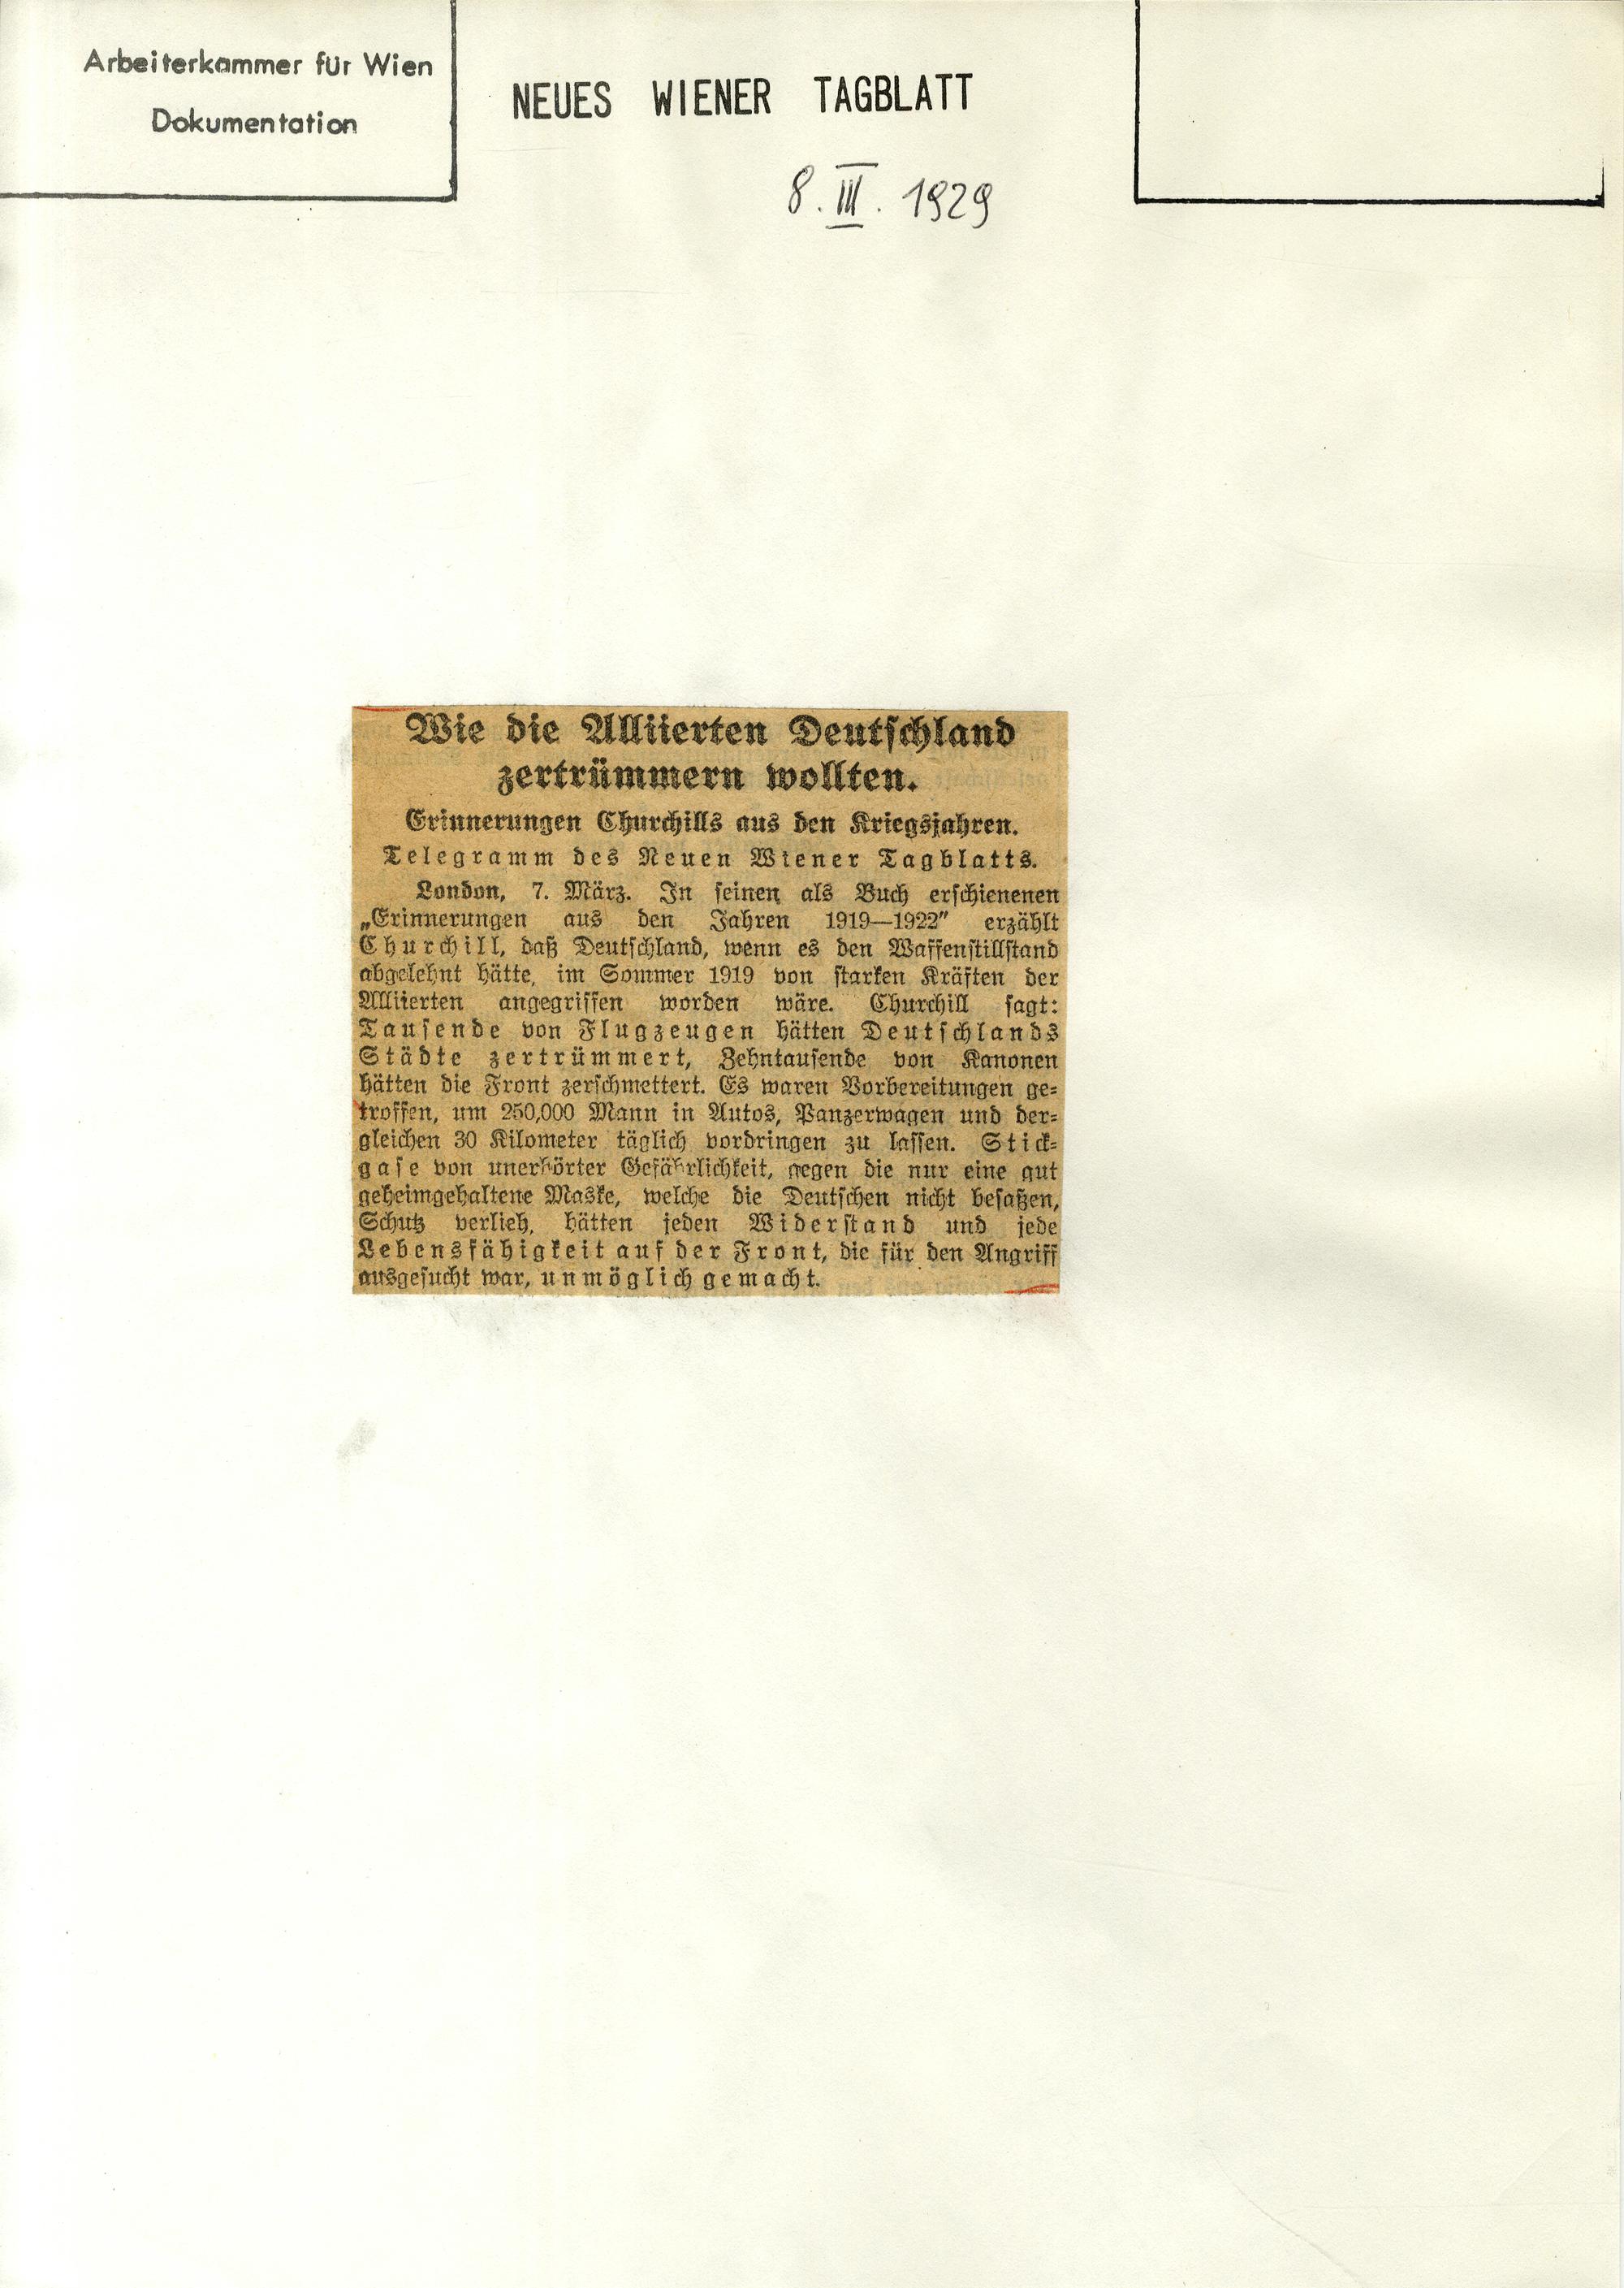 Arbeiterkammer für Wien
Dokumentation
NEUES WIENER TAGBLATT
8. III. 1929
Wie die Alliierten Deutschland
zertrümmern wollten.
Erinnerungen Churchills aus den Kriegsjahren.
Telegramm des Neuen Wiener Tagblatts.
London, 7. März. In seinen als Buch erschienenen
„Erinnerungen aus den Jahren 1919—1922" erzählt
Churchill, daß Deutschland, wenn es den Waffenstillstand
abgelehnt hätte, im Sommer 1919 von starken Kräften der
Alliierten angegriffen worden wäre. Churchill sagt:
Tausende von Flugzeugen hätten Deutschlands
Städte zertrümmert, Zehntausende von Kanonen
hätten die Front zerschmettert. Es waren Vorbereitungen ge-
troffen, um 250,000 Mann in Autos, Panzerwagen und der-
gleichen 30 Kilometer täglich vordringen zu lassen. Stick-
gase von unerhörter Gefährlichkeit, gegen die nur eine gut
geheimgehaltene Maske, welche die Deutschen nicht besaßen,
Schutz verlieh, hätten jeden Widerstand und jede
Lebensfähigkeit auf der Front, die für den Angriff
ausgesucht war, unmöglich gemacht.